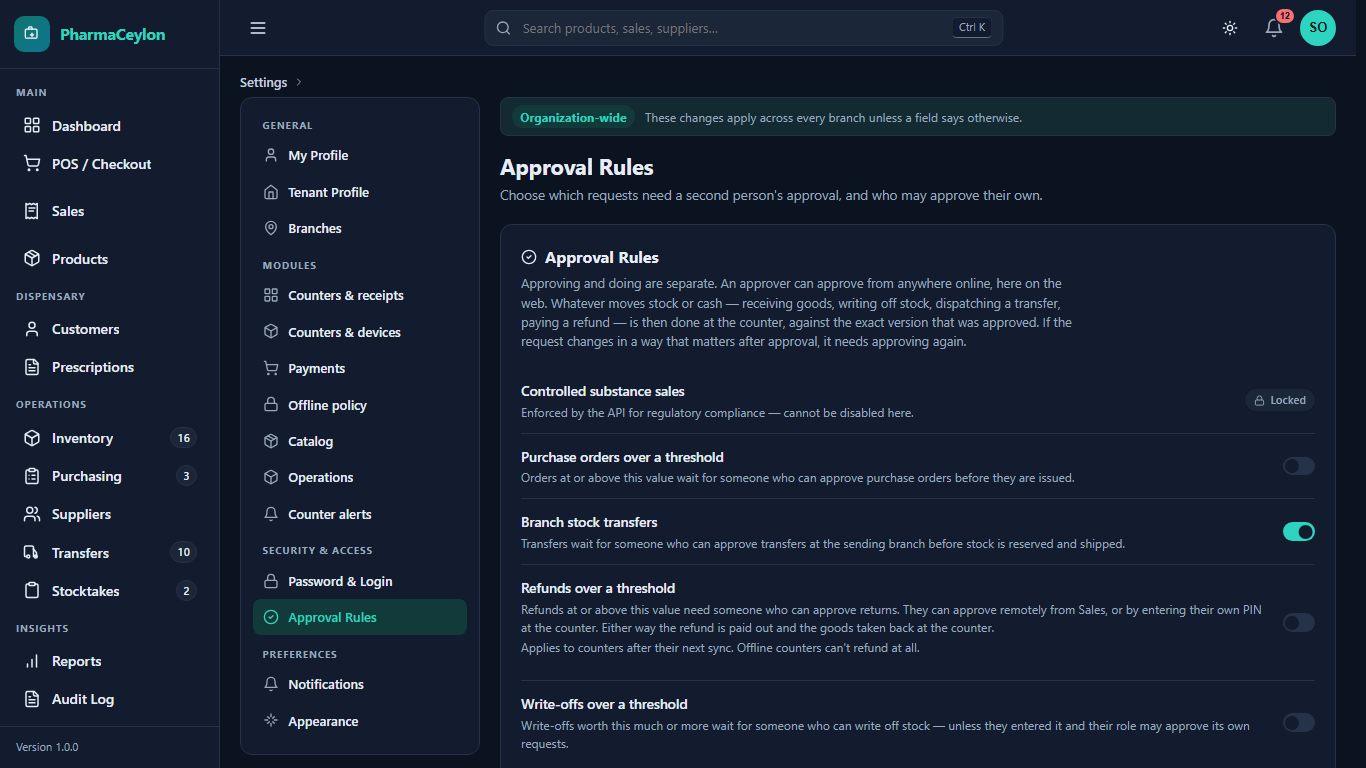 PharmaCeylon
Search products, sales, suppliers...
Ctrl K
12
SO
MAIN
Dashboard
POS / Checkout
Sales
Products
DISPENSARY
Customers
Prescriptions
OPERATIONS
Inventory
16
Purchasing
3
Suppliers
Transfers
10
Stocktakes
2
INSIGHTS
Reports
Audit Log
Version 1.0.0
Settings
GENERAL
My Profile
Tenant Profile
Branches
MODULES
Counters & receipts
Counters & devices
Payments
Offline policy
Catalog
Operations
Counter alerts
SECURITY & ACCESS
Password & Login
Approval Rules
PREFERENCES
Notifications
Appearance
Organization-wide
These changes apply across every branch unless a field says otherwise.
Approval Rules
Choose which requests need a second person's approval, and who may approve their own.
Approval Rules
Approving and doing are separate. An approver can approve from anywhere online, here on the
web. Whatever moves stock or cash — receiving goods, writing off stock, dispatching a transfer,
paying a refund — is then done at the counter, against the exact version that was approved. If the
request changes in a way that matters after approval, it needs approving again.
Controlled substance sales
Enforced by the API for regulatory compliance — cannot be disabled here.
Locked
Purchase orders over a threshold
Orders at or above this value wait for someone who can approve purchase orders before they are issued.
Branch stock transfers
Transfers wait for someone who can approve transfers at the sending branch before stock is reserved and shipped.
Refunds over a threshold
Refunds at or above this value need someone who can approve returns. They can approve remotely from Sales, or by entering their own PIN
at the counter. Either way the refund is paid out and the goods taken back at the counter.
Applies to counters after their next sync. Offline counters can't refund at all.
Write-offs over a threshold
Write-offs worth this much or more wait for someone who can write off stock — unless they entered it and their role may approve its own
requests.